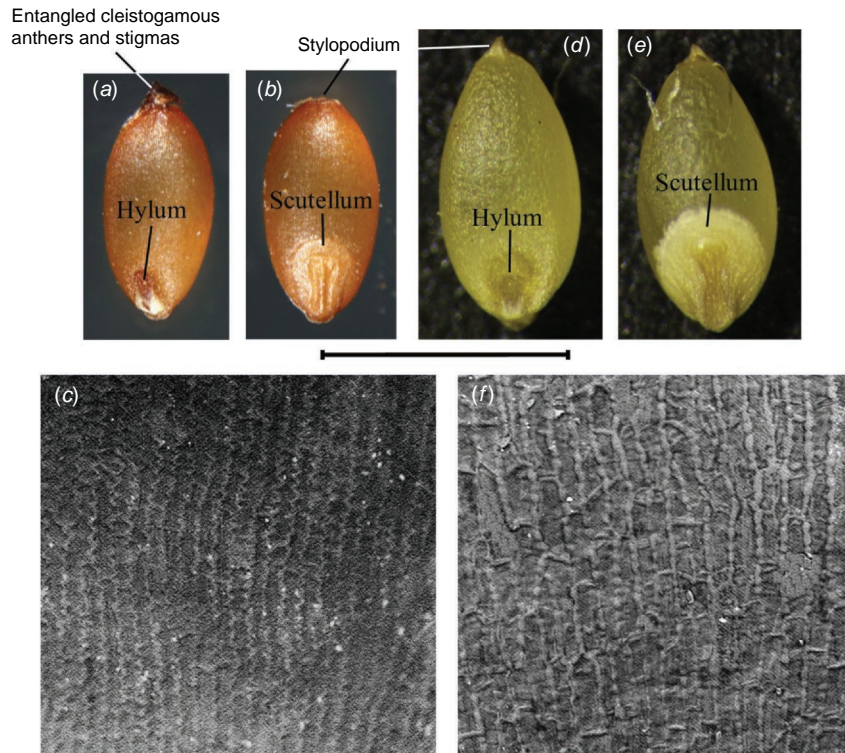 Entangled cleistogamous
anthers and stigmas
Stylopodium
(a)
(b)
(d)
(e)
Hylum
Scutellum
Hylum
Scutellum
(c)
(f)